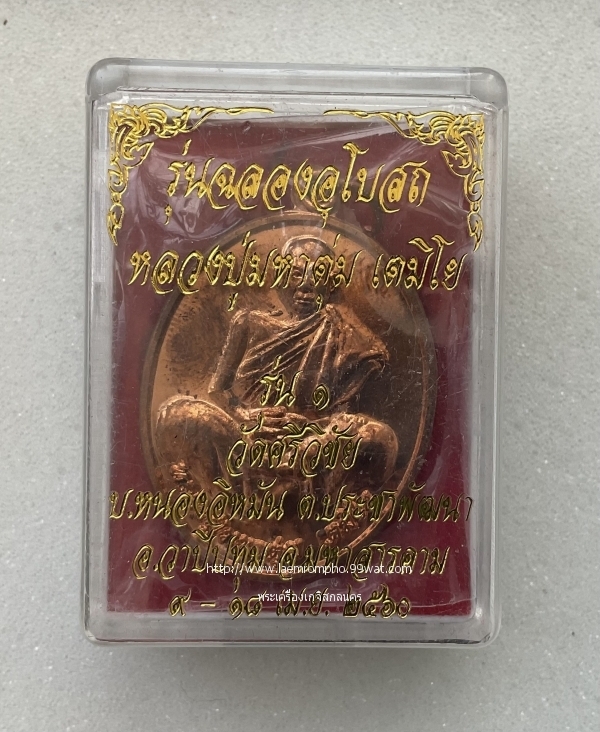 รุ่นฉลองอุโบสถ
หลวงปู่มหาตุ่ม เตมิโย
รุ่น ๑
วัดศรีวิชัย
บ.หนองอีหมัน ต.ประชาพัฒนา
อ.วาปีปทุม จ.มหาสารคาม
http://www.laemrompho.99wat.com
พระเครื่องเกจิสกลนคร
๙ - ๑๘ เม.ย. ๒๕๖๐